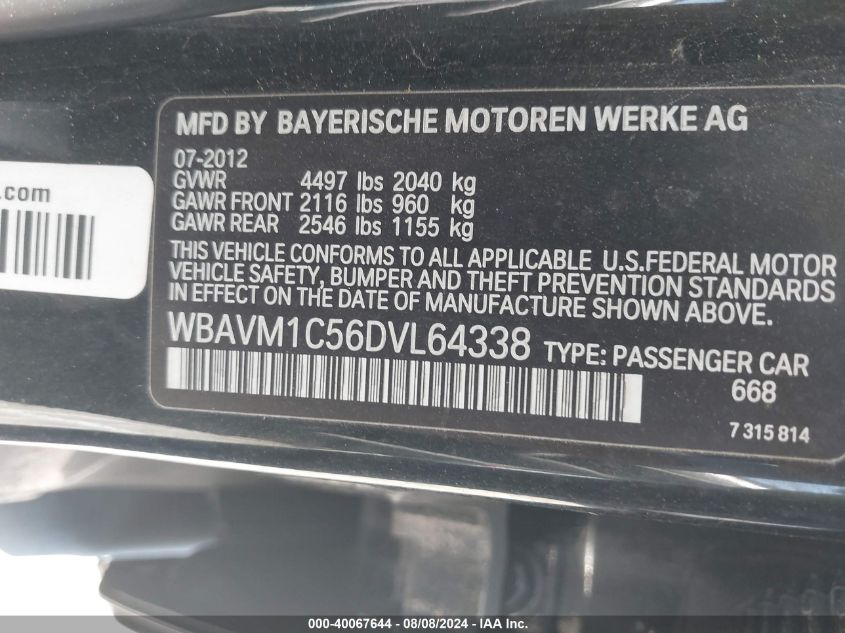 MFD BY BAYERISCHE MOTOREN WERKE AG
07-2012
GVWR 4497 lbs 2040 kg
GAWR FRONT 2116 lbs 960 kg
GAWR REAR 2546 lbs 1155 kg
THIS VEHICLE CONFORMS TO ALL APPLICABLE U.S.FEDERAL MOTOR
VEHICLE SAFETY, BUMPER AND THEFT PREVENTION STANDARDS
IN EFFECT ON THE DATE OF MANUFACTURE SHOWN ABOVE.
WBAVM1C56DVL64338 TYPE: PASSENGER CAR
668
7 315 814
.com
000-40067644 / 08/08/2024 - IAA Inc.